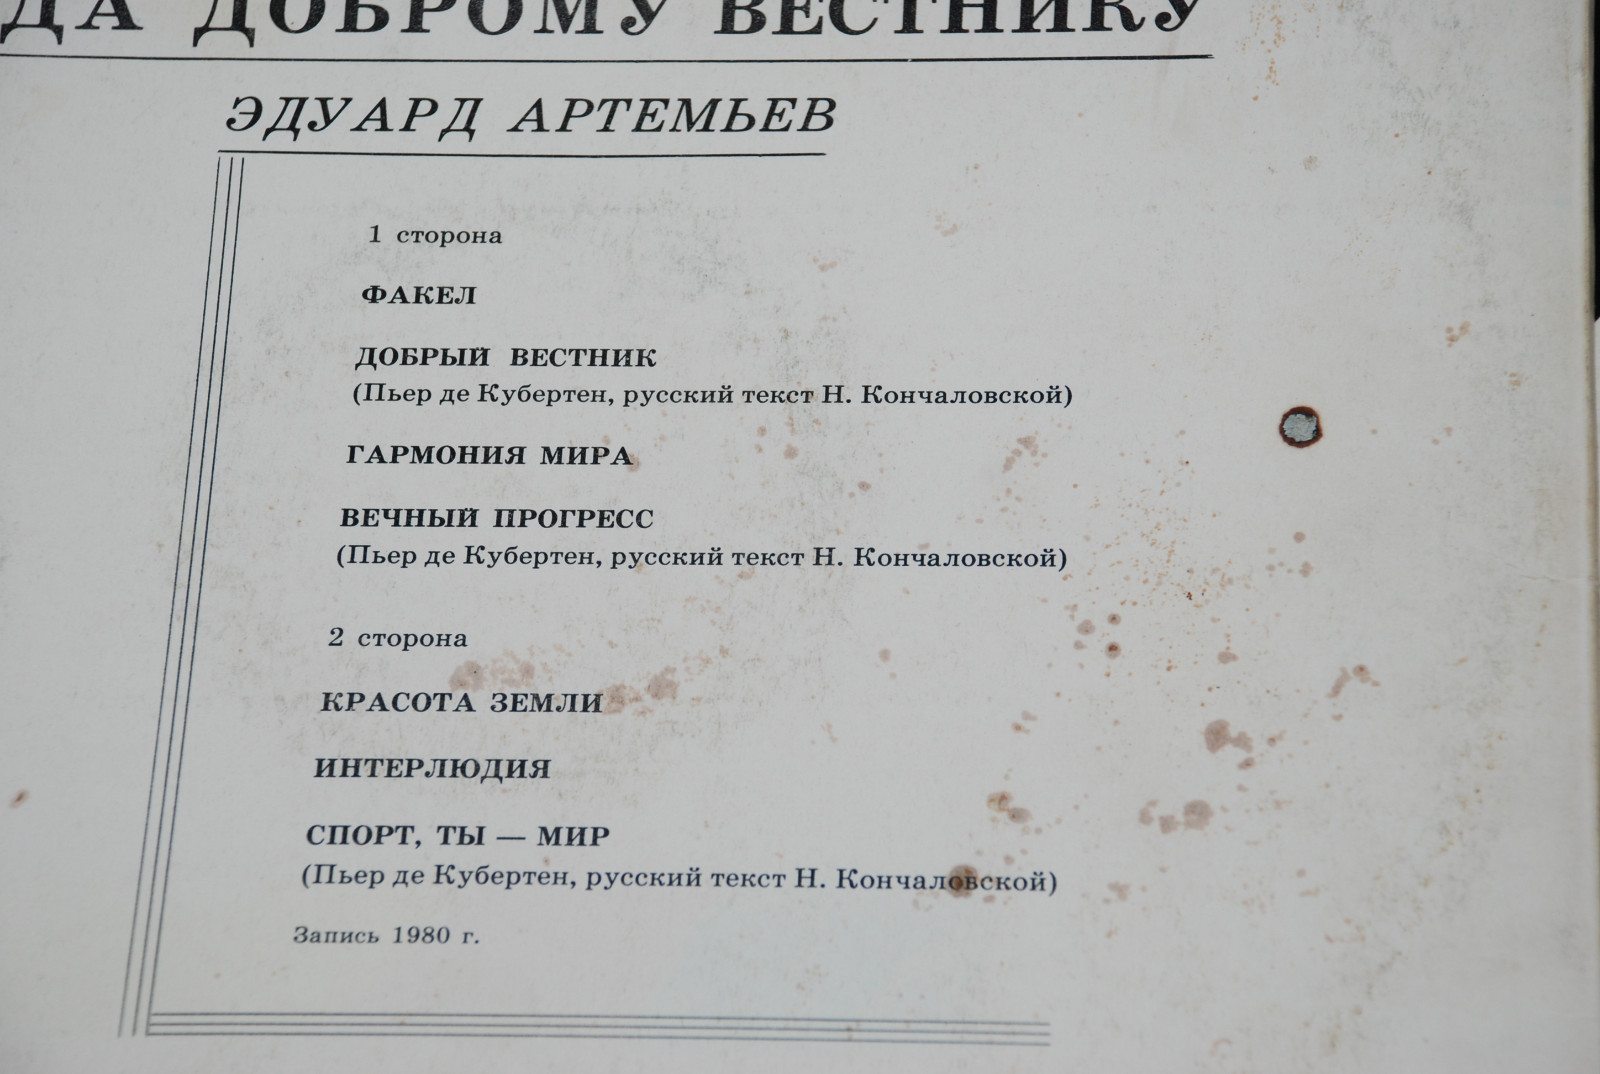 ДА ДОБРОМУ ВЕСТНИКУ
ЭДУАРД АРТЕМЬЕВ
1 сторона
ФАКЕЛ
ДОБРЫЙ ВЕСТНИК
(Пьер де Кубертен, русский текст Н. Кончаловской)
ГАРМОНИЯ МИРА
ВЕЧНЫЙ ПРОГРЕСС
(Пьер де Кубертен, русский текст Н. Кончаловской)
2 сторона
КРАСОТА ЗЕМЛИ
ИНТЕРЛЮДИЯ
СПОРТ, ТЫ — МИР
(Пьер де Кубертен, русский текст Н. Кончаловской)
Запись 1980 г.